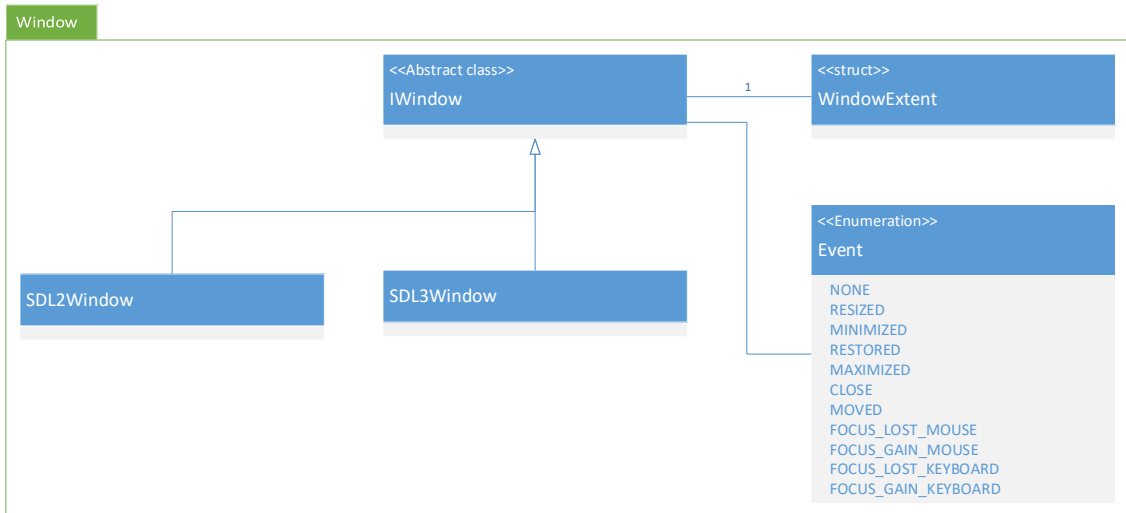 Window
<<Abstract class>>
IWindow
1
<<struct>>
WindowExtent
<<Enumeration>>
Event
NONE
RESIZED
MINIMIZED
RESTORED
MAXIMIZED
CLOSE
MOVED
FOCUS_LOST_MOUSE
FOCUS_GAIN_MOUSE
FOCUS_LOST_KEYBOARD
FOCUS_GAIN_KEYBOARD
SDL2Window
SDL3Window